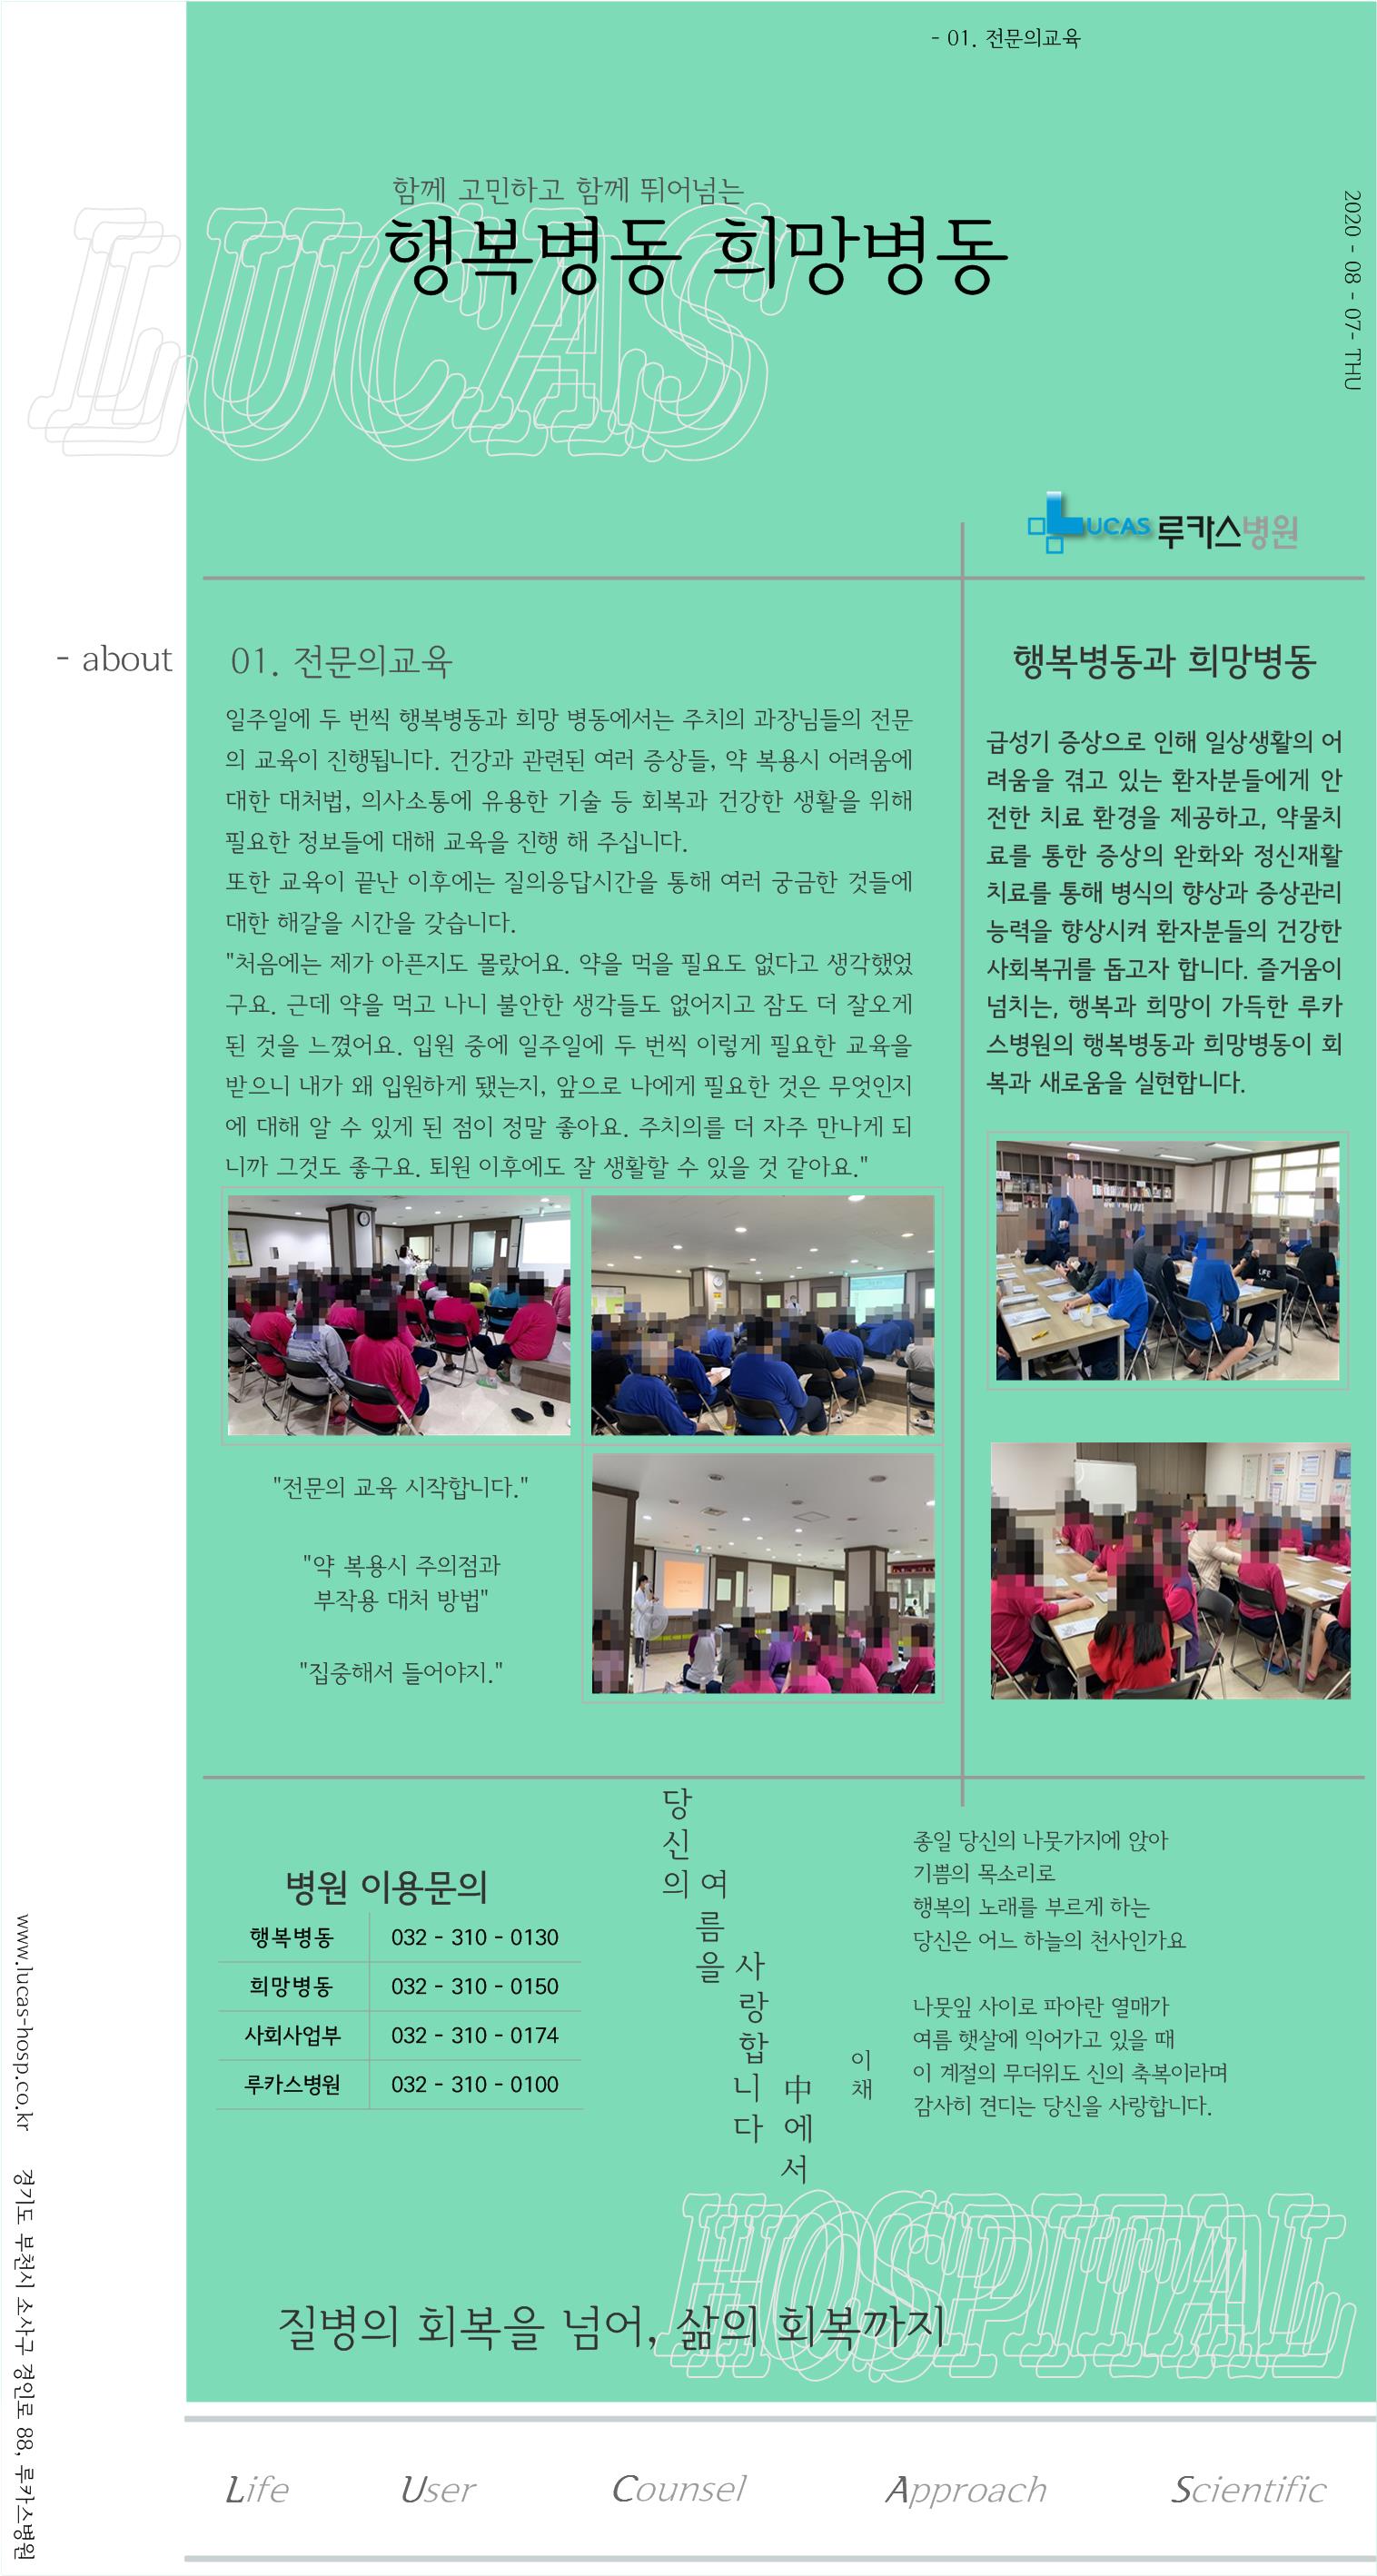 - 01. 전문의교육
함께 고민하고 함께 뛰어넘는
행복병동 희망병동
LUCAS
2020 - 08 - 07- THU
LUCAS 루카스병원
- about
01. 전문의교육
일주일에 두 번씩 행복병동과 희망 병동에서는 주치의 과장님들의 전문
의 교육이 진행됩니다. 건강과 관련된 여러 증상들, 약 복용시 어려움에
대한 대처법, 의사소통에 유용한 기술 등 회복과 건강한 생활을 위해
필요한 정보들에 대해 교육을 진행 해 주십니다.
또한 교육이 끝난 이후에는 질의응답시간을 통해 여러 궁금한 것들에
대한 해갈을 시간을 갖습니다.
"처음에는 제가 아픈지도 몰랐어요. 약을 먹을 필요도 없다고 생각했었
구요. 근데 약을 먹고 나니 불안한 생각들도 없어지고 잠도 더 잘오게
된 것을 느꼈어요. 입원 중에 일주일에 두 번씩 이렇게 필요한 교육을
받으니 내가 왜 입원하게 됐는지, 앞으로 나에게 필요한 것은 무엇인지
에 대해 알 수 있게 된 점이 정말 좋아요. 주치의를 더 자주 만나게 되
니까 그것도 좋구요. 퇴원 이후에도 잘 생활할 수 있을 것 같아요."
행복병동과 희망병동
급성기 증상으로 인해 일상생활의 어
려움을 겪고 있는 환자분들에게 안
전한 치료 환경을 제공하고, 약물치
료를 통한 증상의 완화와 정신재활
치료를 통해 병식의 향상과 증상관리
능력을 향상시켜 환자분들의 건강한
사회복귀를 돕고자 합니다. 즐거움이
넘치는, 행복과 희망이 가득한 루카
스병원의 행복병동과 희망병동이 회
복과 새로움을 실현합니다.
"전문의 교육 시작합니다."
"약 복용시 주의점과
부작용 대처 방법"
"집중해서 들어야지."
병원 이용문의
행복병동 032 - 310 - 0130
희망병동 032 - 310 - 0150
사회사업부 032 - 310 - 0174
루카스병원 032 - 310 - 0100
당신의
여름을
사랑합니다
中에서
이채
종일 당신의 나뭇가지에 앉아
기쁨의 목소리로
행복의 노래를 부르게 하는
당신은 어느 하늘의 천사인가요
나뭇잎 사이로 파아란 열매가
여름 햇살에 익어가고 있을 때
이 계절의 무더위도 신의 축복이라며
감사히 견디는 당신을 사랑합니다.
HOSPITAL
질병의 회복을 넘어, 삶의 회복까지
www.lucas-hosp.co.kr
경기도 부천시 소사구 경인로 88, 루카스병원
Life User Counsel Approach Scientific